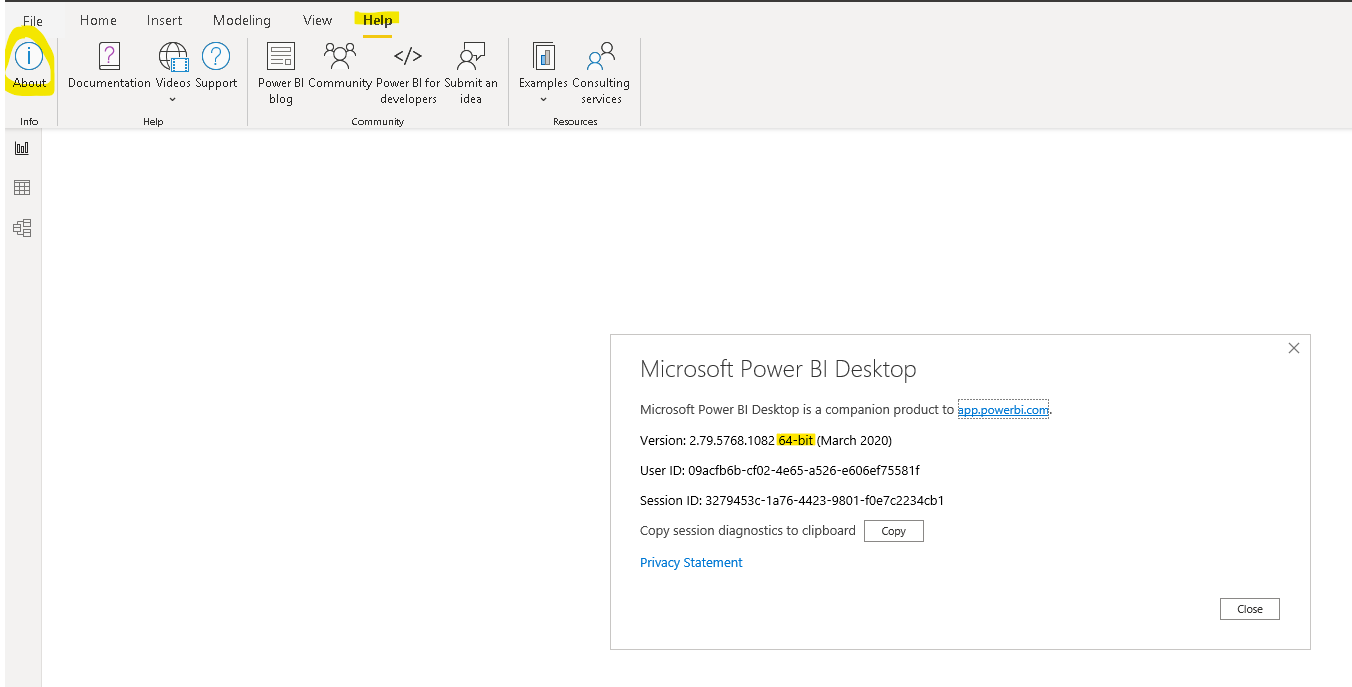 File Home Insert Modeling View Help
About Documentation Videos Support Power BI blog Community Power BI for developers Submit an idea Examples Consulting services
Info Help Community Resources
Microsoft Power BI Desktop
Microsoft Power BI Desktop is a companion product to app.powerbi.com.
Version: 2.79.5768.1082 64-bit (March 2020)
User ID: 09acfb6b-cf02-4e65-a526-e606ef75581f
Session ID: 3279453c-1a76-4423-9801-f0e7c2234cb1
Copy session diagnostics to clipboard Copy
Privacy Statement
Close